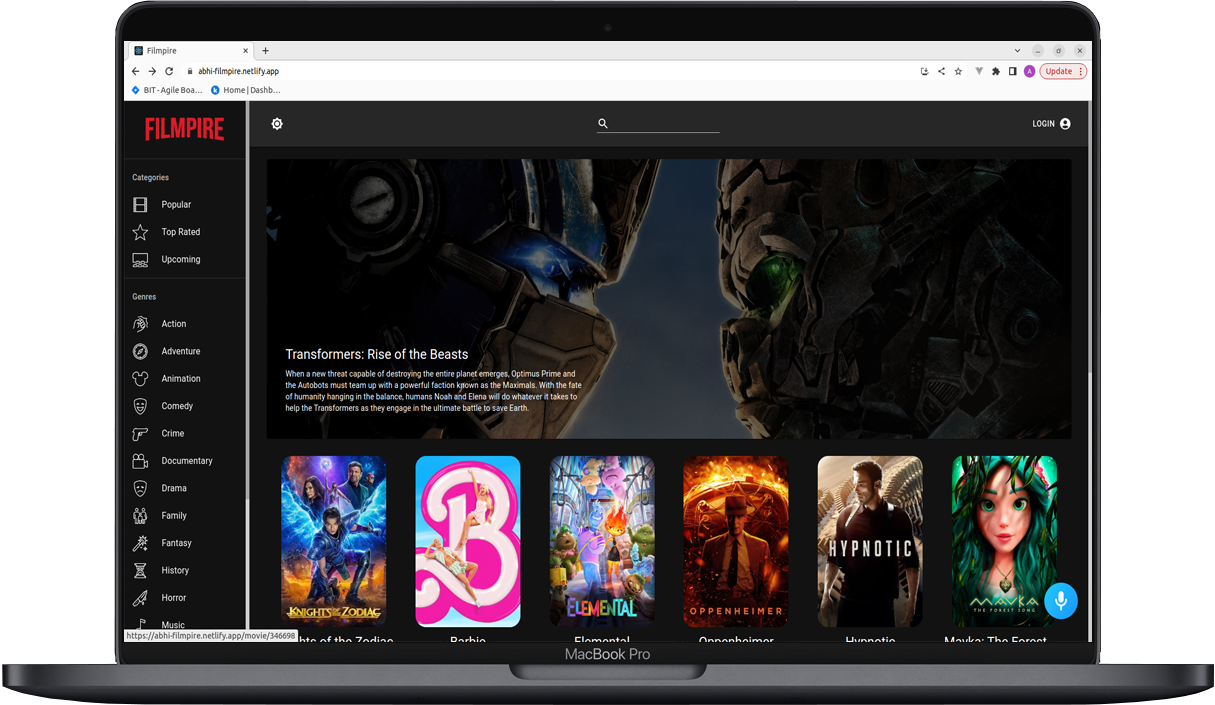 Filmpire
abhi-filmpire.netlify.app
A
Update
BIT - Agile Boa...
Home | Dashb...
FILMPIRE
LOGIN
Categories
Popular
Top Rated
Upcoming
Genres
Action
Adventure
Animation
Comedy
Crime
Documentary
Drama
Family
Fantasy
History
Horror
Music
https://abhi-filmpire.netlify.app/movie/346698
Transformers: Rise of the Beasts
When a new threat capable of destroying the entire planet emerges, Optimus Prime and
the Autobots must team up with a powerful faction known as the Maximals. With the fate
of humanity hanging in the balance, humans Noah and Elena will do whatever it takes to
help the Transformers as they engage in the ultimate battle to save Earth.
KNIGHTS OF THE ZODIAC
B
ELEMENTAL
OPPENHEIMER
HYPNOTIC
MAVKA
THE FOREST SONG
hts of the Zodiac
Barbie
Elemental
Oppenheimer
Hypnotic
Mavka: The Forest
MacBook Pro